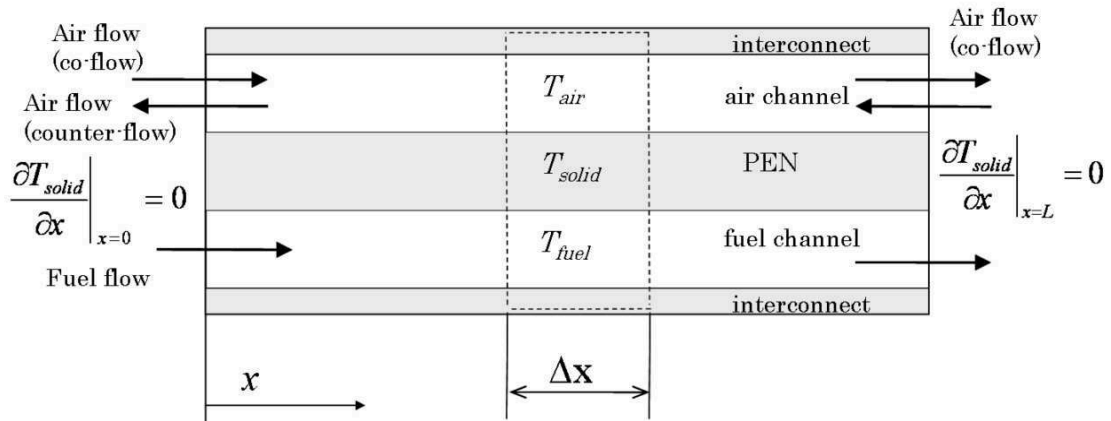 Air flow
(co-flow)
Air flow
(counter-flow)
∂T_solid/∂x|_{x=0} = 0
Fuel flow
interconnect
T_air
air channel
T_solid
PEN
T_fuel
fuel channel
interconnect
Air flow
(co-flow)
∂T_solid/∂x|_{x=L} = 0
x
Δx